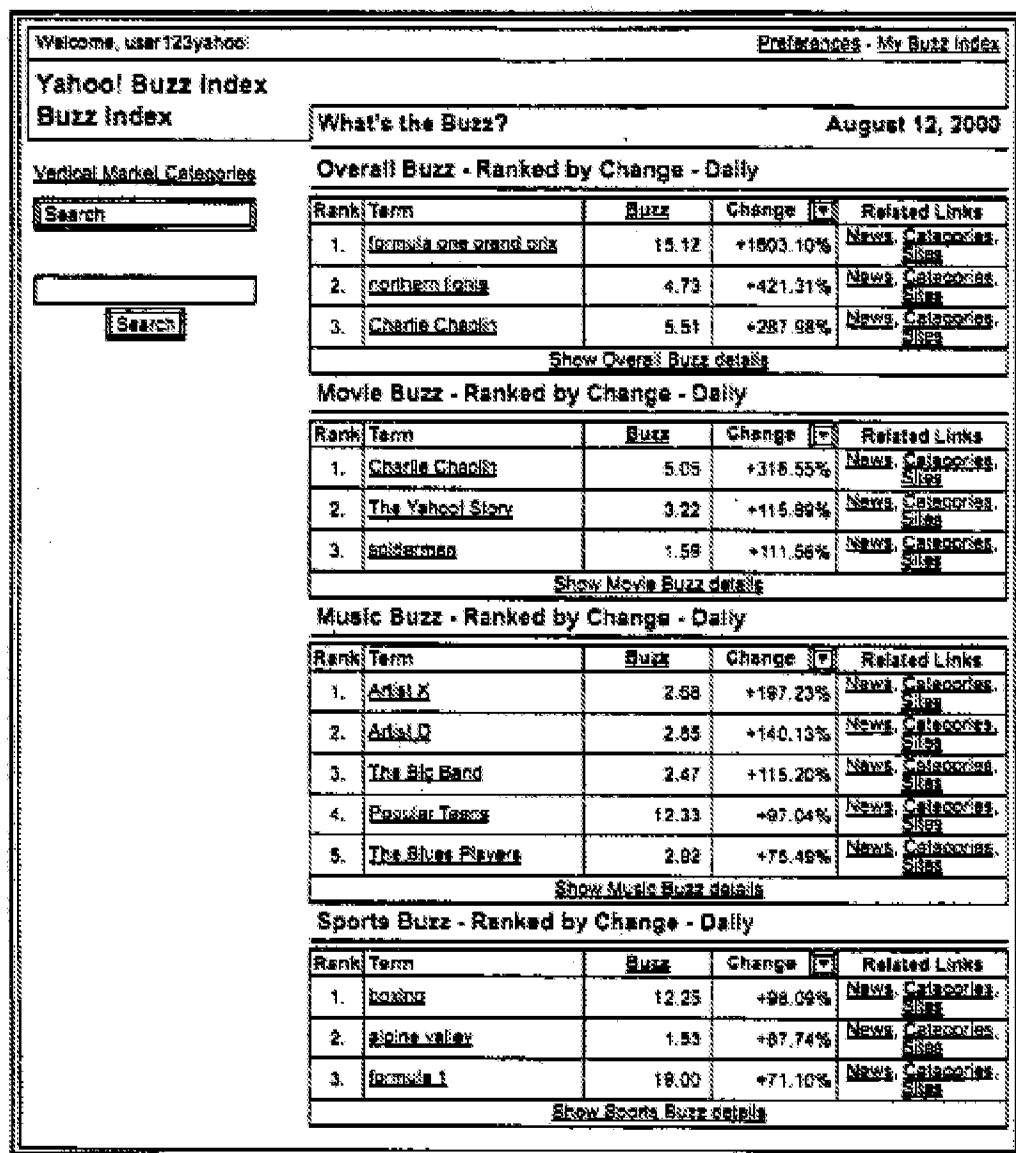 Welcome, user123yahoo! Preferences - My Buzz Index
Yahoo! Buzz Index
Buzz Index
What's the Buzz? August 12, 2000
Vertical Market Categories
Search
Search
Overall Buzz - Ranked by Change - Daily
Rank Term Buzz Change Related Links
1. formula one grand prix 15.12 +1603.10% News, Categories, Sites
2. northern lights 4.73 +421.31% News, Categories, Sites
3. Charlie Chaplin 5.51 +287.98% News, Categories, Sites
Show Overall Buzz details
Movie Buzz - Ranked by Change - Daily
Rank Term Buzz Change Related Links
1. Charlie Chaplin 5.05 +318.55% News, Categories, Sites
2. The Yahoo! Story 3.22 +115.89% News, Categories, Sites
3. spiderman 1.59 +111.56% News, Categories, Sites
Show Movie Buzz details
Music Buzz - Ranked by Change - Daily
Rank Term Buzz Change Related Links
1. Artist X 2.68 +197.23% News, Categories, Sites
2. Artist D 2.85 +140.13% News, Categories, Sites
3. The Big Band 2.47 +115.20% News, Categories, Sites
4. Popular 12.33 +97.04% News, Categories, Sites
5. The Blues Players 2.92 +75.49% News, Categories, Sites
Show Music Buzz details
Sports Buzz - Ranked by Change - Daily
Rank Term Buzz Change Related Links
1. boxing 12.25 +98.09% News, Categories, Sites
2. alpine valley 1.53 +87.74% News, Categories, Sites
3. formula 1 18.00 +71.10% News, Categories, Sites
Show Sports Buzz details